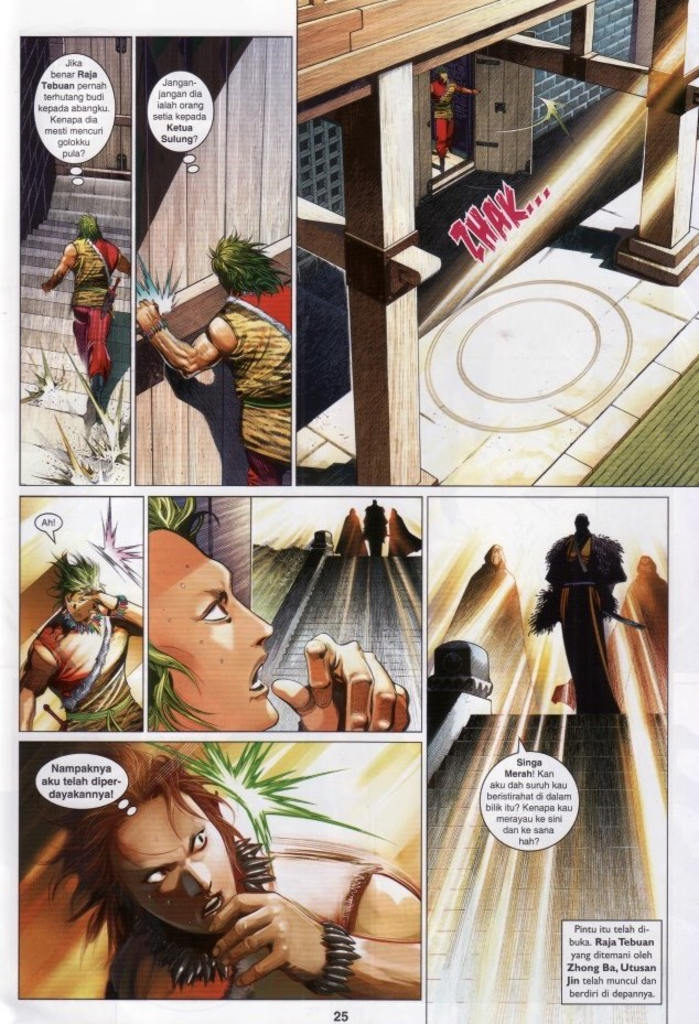 Jika
benar Raja
Tebuan pernah
terhutang budi
kepada abangku.
Kenapa dia
mesti mencuri
golokku
pula?
Jangan-
jangan dia
ialah orang
setia kepada
Ketua
Sulung?
ZHAK...
Ah!
Nampaknya
aku telah diper-
dayakannya!
Singa
Merah! Kan
aku dah suruh kau
beristirahat di dalam
bilik itu? Kenapa kau
merayau ke sini
dan ke sana
hah?
Pintu itu telah di-
buka. Raja Tebuan
yang ditemani oleh
Zhong Ba, Utusan
Jin telah muncul dan
berdiri di depannya.
25